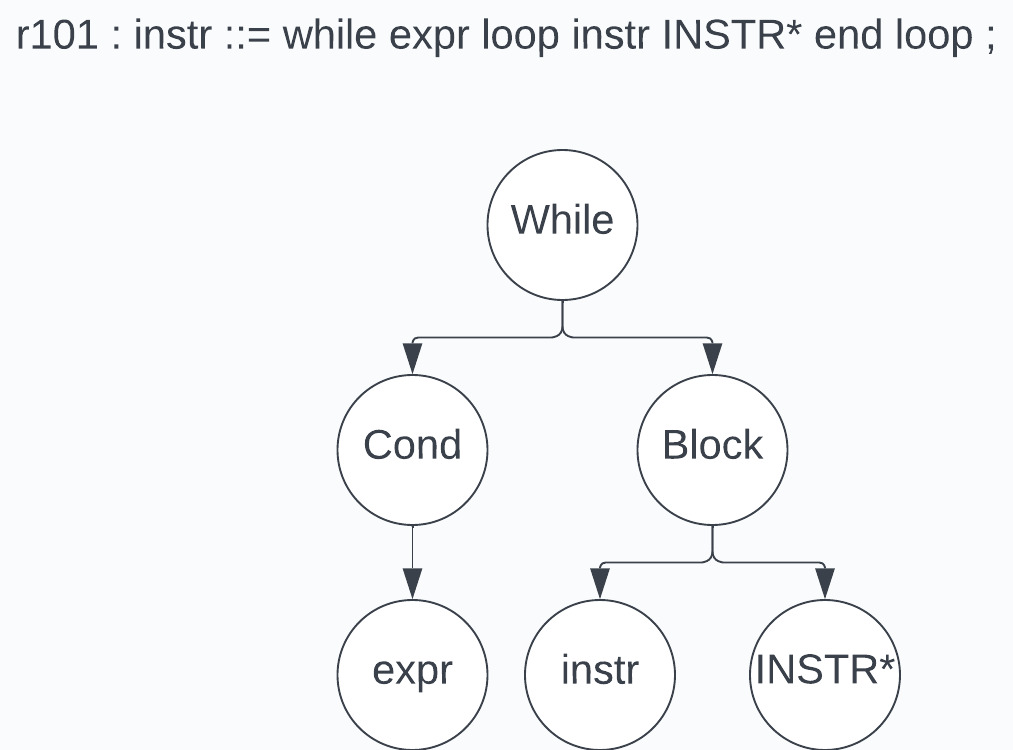 r101 : instr ::= while expr loop instr INSTR* end loop ;
While
Cond
Block
expr
instr
INSTR*